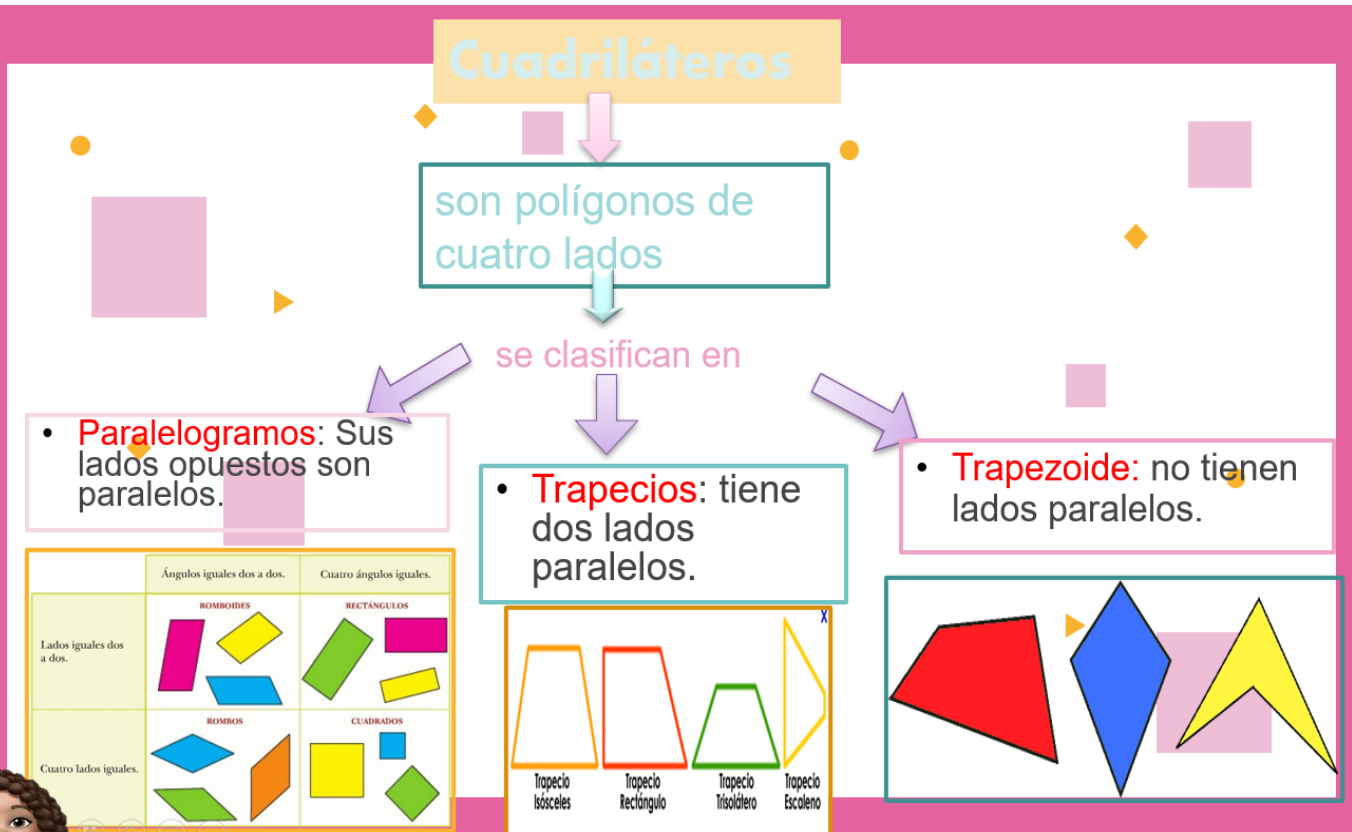 Cuadriláteros
son polígonos de
cuatro lados
se clasifican en
• Paralelogramos: Sus
lados opuestos son
paralelos.
• Trapecios: tiene
dos lados
paralelos.
• Trapezoide: no tienen
lados paralelos.
Ángulos iguales dos a dos.
Cuatro ángulos iguales.
Lados iguales dos
a dos.
ROMBOIDES
RECTÁNGULOS
Cuatro lados iguales.
ROMBOS
CUADRADOS
X
Trapecio
Isósceles
Trapecio
Rectángulo
Trapecio
Trisolátero
Trapecio
Escaleno